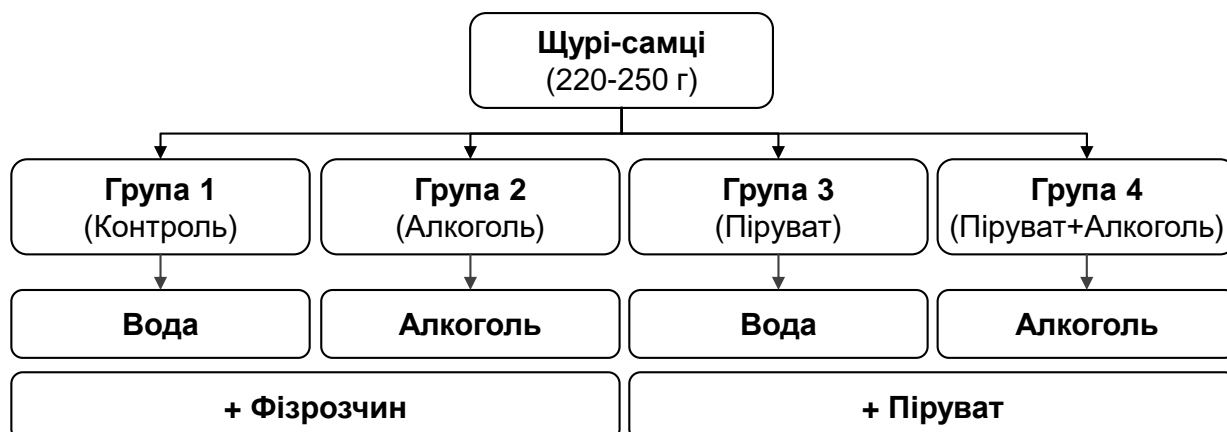 Щурі-самці
(220-250 г)
Група 1
(Контроль)
Група 2
(Алкоголь)
Група 3
(Піруват)
Група 4
(Піруват+Алкоголь)
Вода
Алкоголь
Вода
Алкоголь
+ Фізрозчин
+ Піруват